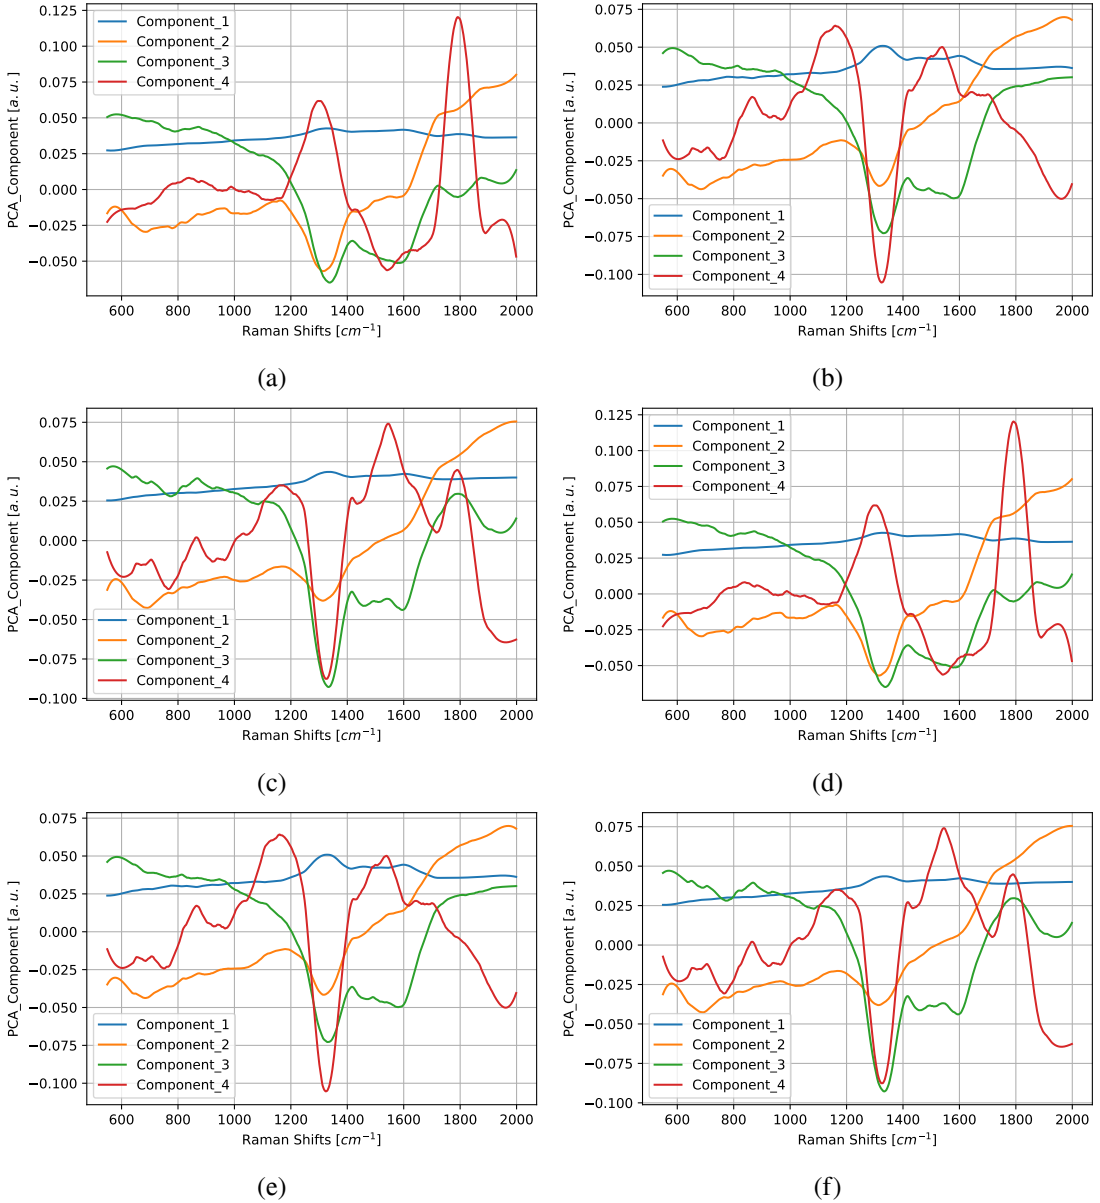 0.125
0.100
0.075
0.050
0.025
0.000
−0.025
−0.050
PCA_Component [a. u. ]
Component_1
Component_2
Component_3
Component_4
600 800 1000 1200 1400 1600 1800 2000
Raman Shifts [cm⁻¹]
(a)
0.075
0.050
0.025
0.000
−0.025
−0.050
−0.075
−0.100
PCA_Component [a. u. ]
Component_1
Component_2
Component_3
Component_4
600 800 1000 1200 1400 1600 1800 2000
Raman Shifts [cm⁻¹]
(b)
0.075
0.050
0.025
0.000
−0.025
−0.050
−0.075
−0.100
PCA_Component [a. u. ]
Component_1
Component_2
Component_3
Component_4
600 800 1000 1200 1400 1600 1800 2000
Raman Shifts [cm⁻¹]
(c)
0.125
0.100
0.075
0.050
0.025
0.000
−0.025
−0.050
PCA_Component [a. u. ]
Component_1
Component_2
Component_3
Component_4
600 800 1000 1200 1400 1600 1800 2000
Raman Shifts [cm⁻¹]
(d)
0.075
0.050
0.025
0.000
−0.025
−0.050
−0.075
−0.100
PCA_Component [a. u. ]
Component_1
Component_2
Component_3
Component_4
600 800 1000 1200 1400 1600 1800 2000
Raman Shifts [cm⁻¹]
(e)
0.075
0.050
0.025
0.000
−0.025
−0.050
−0.075
−0.100
PCA_Component [a. u. ]
Component_1
Component_2
Component_3
Component_4
600 800 1000 1200 1400 1600 1800 2000
Raman Shifts [cm⁻¹]
(f)